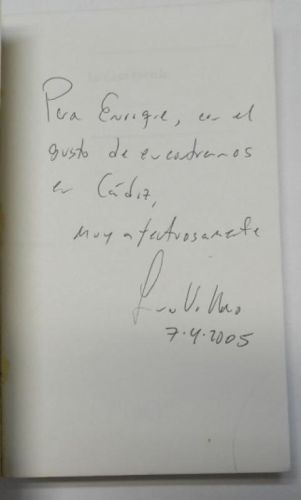 Para Enrique, con el
gusto de encontrarnos
en Cádiz,
muy afectuosamente
7.4.2005